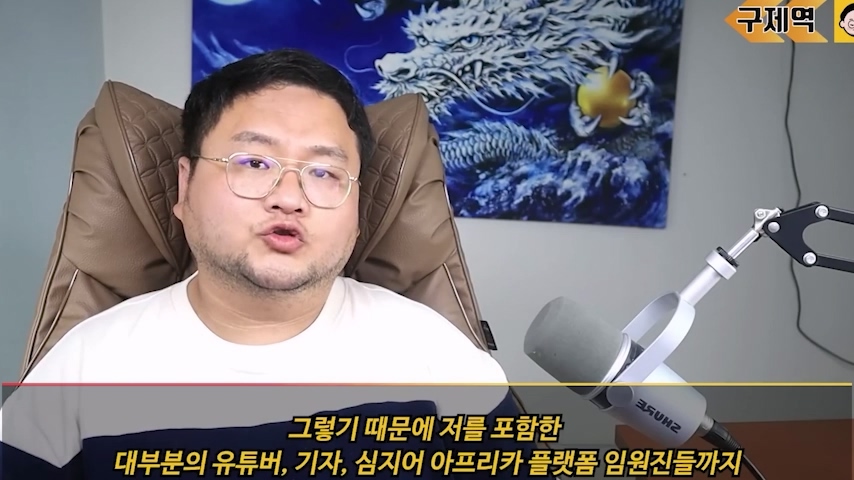 구제역
SHURE
그렇기 때문에 저를 포함한
대부분의 유튜버, 기자, 심지어 아프리카 플랫폼 임원진들까지